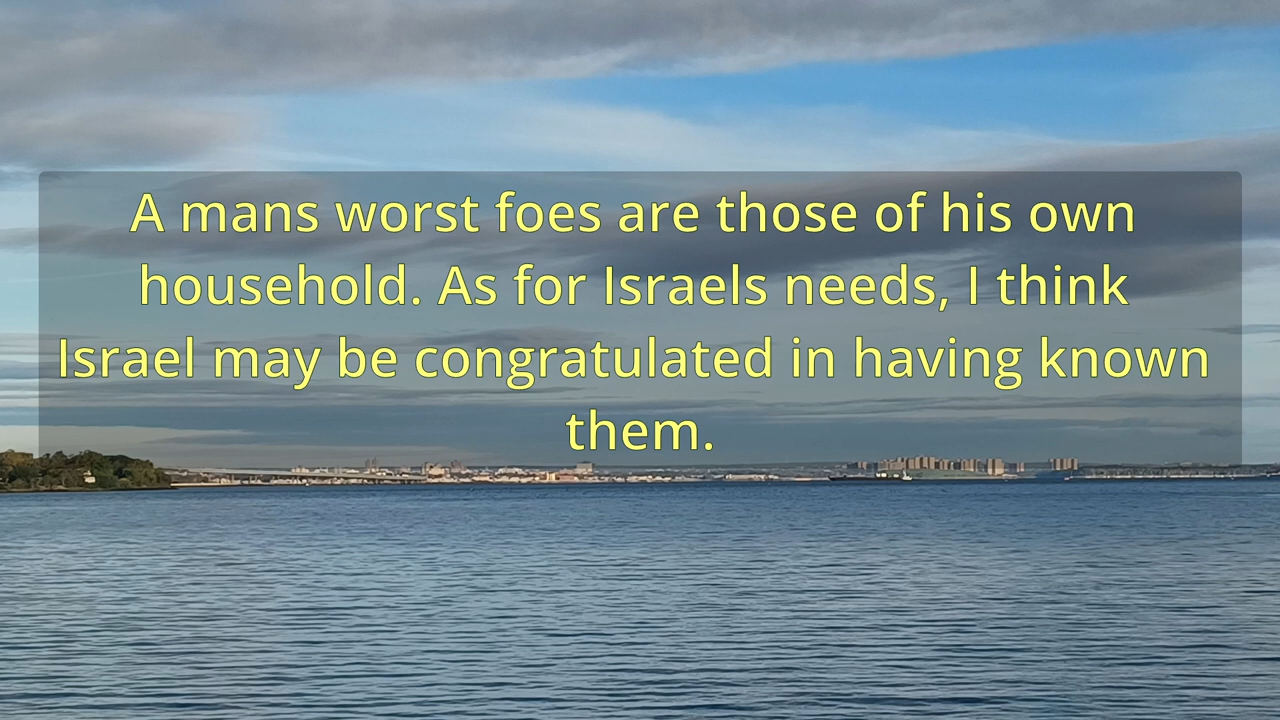 A mans worst foes are those of his own
household. As for Israels needs, I think
Israel may be congratulated in having known
them.